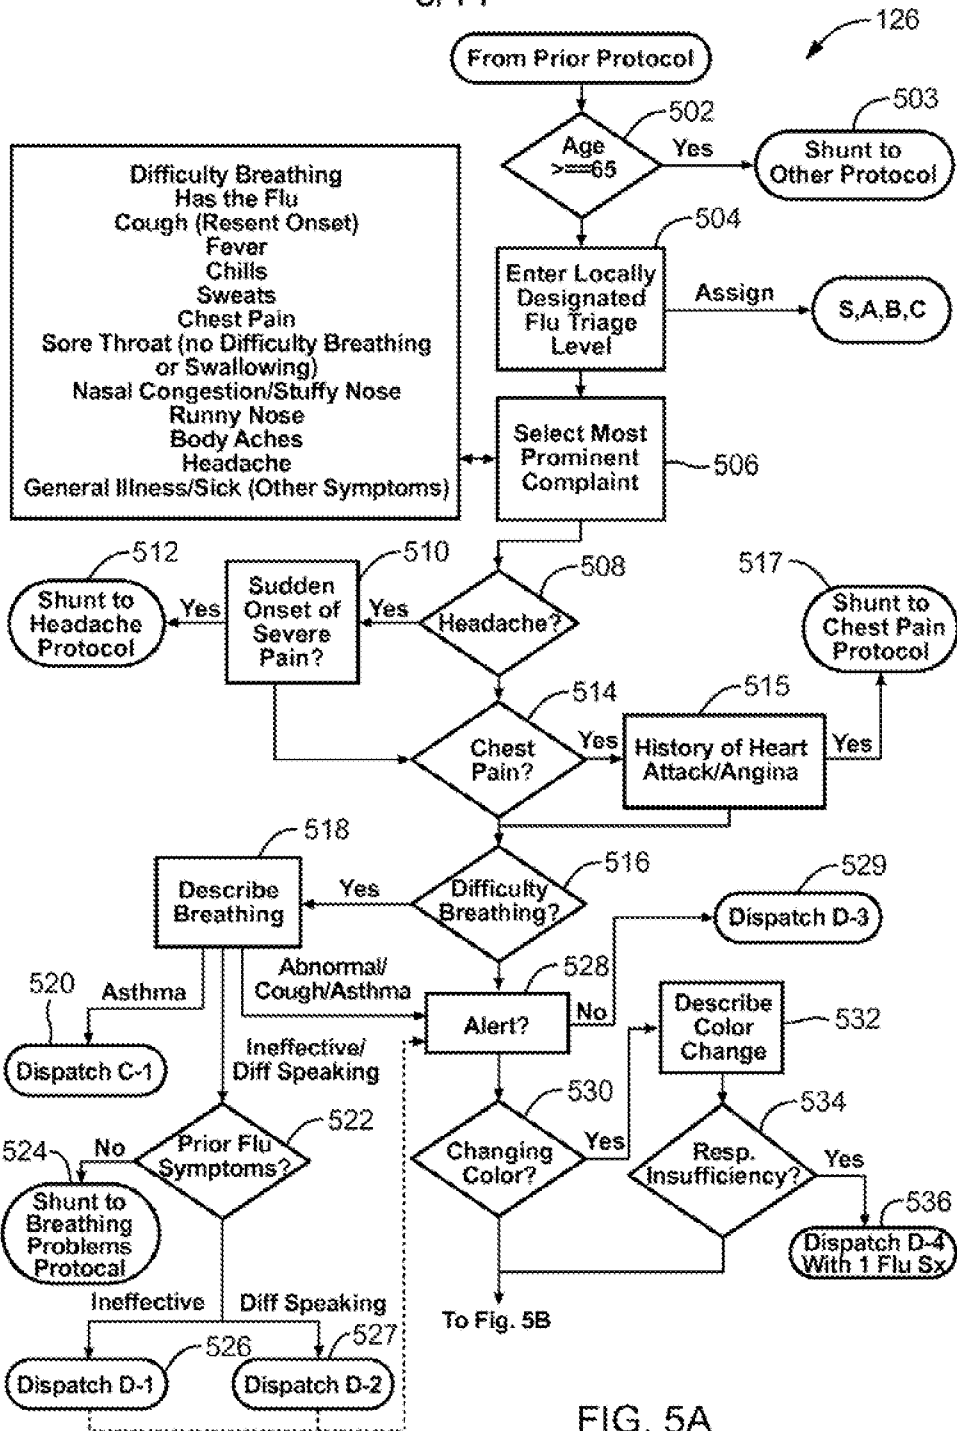 126
From Prior Protocol
502
Age
>==65
Yes
503
Shunt to
Other Protocol
504
Enter Locally
Designated
Flu Triage
Level
Assign
S,A,B,C
Difficulty Breathing
Has the Flu
Cough (Resent Onset)
Fever
Chills
Sweats
Chest Pain
Sore Throat (no Difficulty Breathing
or Swallowing)
Nasal Congestion/Stuffy Nose
Runny Nose
Body Aches
Headache
General Illness/Sick (Other Symptoms)
Select Most
Prominent
Complaint
506
512
Shunt to
Headache
Protocol
Yes
510
Sudden
Onset of
Severe
Pain?
Yes
508
Headache?
517
Shunt to
Chest Pain
Protocol
514
Chest
Pain?
Yes
515
History of Heart
Attack/Angina
Yes
518
Describe
Breathing
Yes
516
Difficulty
Breathing?
529
Dispatch D-3
520
Asthma
Dispatch C-1
Abnormal/
Cough/Asthma
Ineffective/
Diff Speaking
528
Alert?
No
Describe
Color
Change
532
522
Prior Flu
Symptoms?
No
524
Shunt to
Breathing
Problems
Protocal
530
Changing
Color?
Yes
534
Resp.
Insufficiency?
Yes
536
Dispatch D-4
With 1 Flu Sx
Ineffective
Diff Speaking
To Fig. 5B
526
Dispatch D-1
527
Dispatch D-2
FIG. 5A